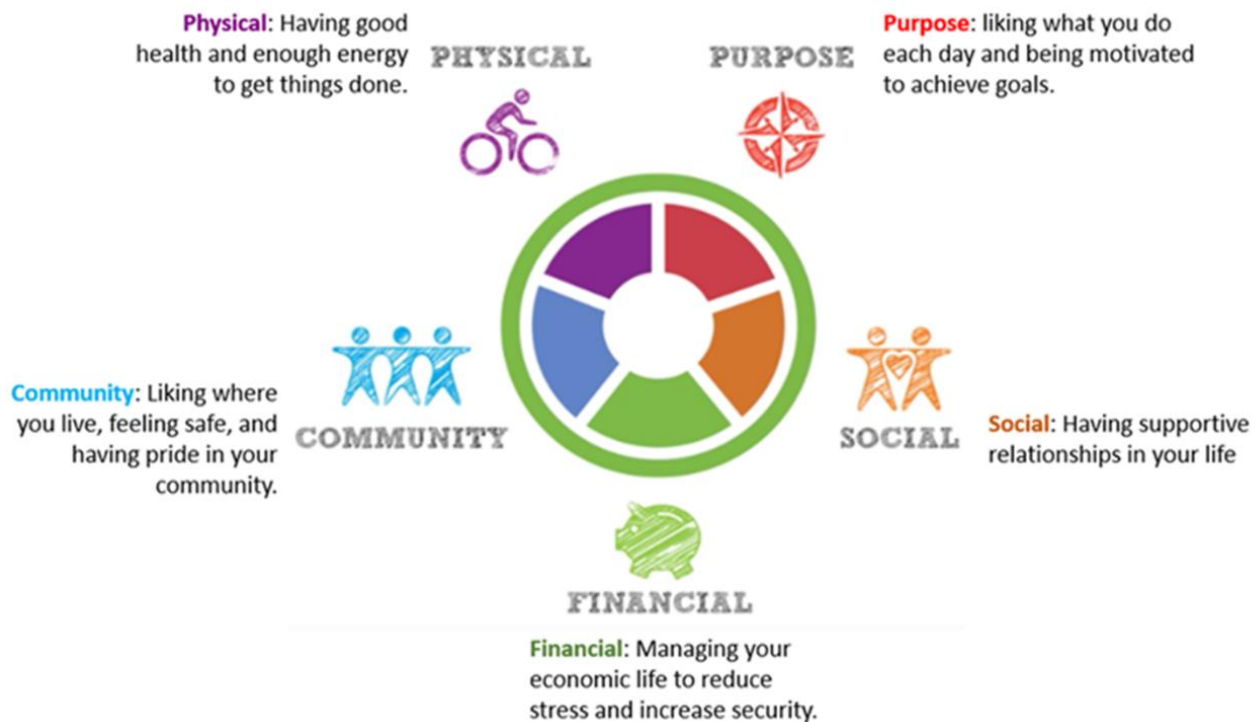 Physical: Having good
health and enough energy
to get things done.
PHYSICAL
PURPOSE
Purpose: liking what you do
each day and being motivated
to achieve goals.
Community: Liking where
you live, feeling safe, and
having pride in your
community.
COMMUNITY
SOCIAL
Social: Having supportive
relationships in your life
FINANCIAL
Financial: Managing your
economic life to reduce
stress and increase security.